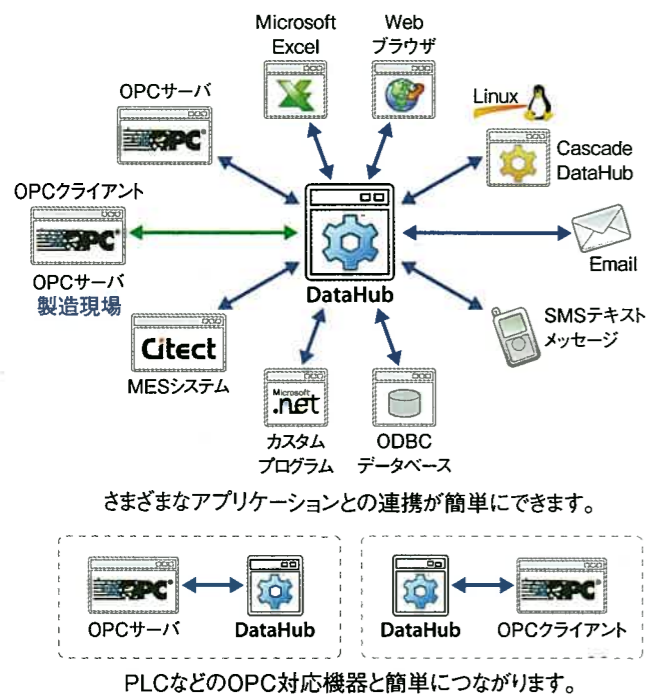 Microsoft
Excel
Web
ブラウザ
OPCサーバ
OPC
Linux
Cascade
DataHub
OPCクライアント
OPC
OPCサーバ
製造現場
DataHub
Email
Citect
MESシステム
SMSテキスト
メッセージ
Microsoft
.net
カスタム
プログラム
ODBC
データベース
さまざまなアプリケーションとの連携が簡単にできます。
OPC
OPCサーバ
DataHub
DataHub
OPC
OPCクライアント
PLCなどのOPC対応機器と簡単につながります。